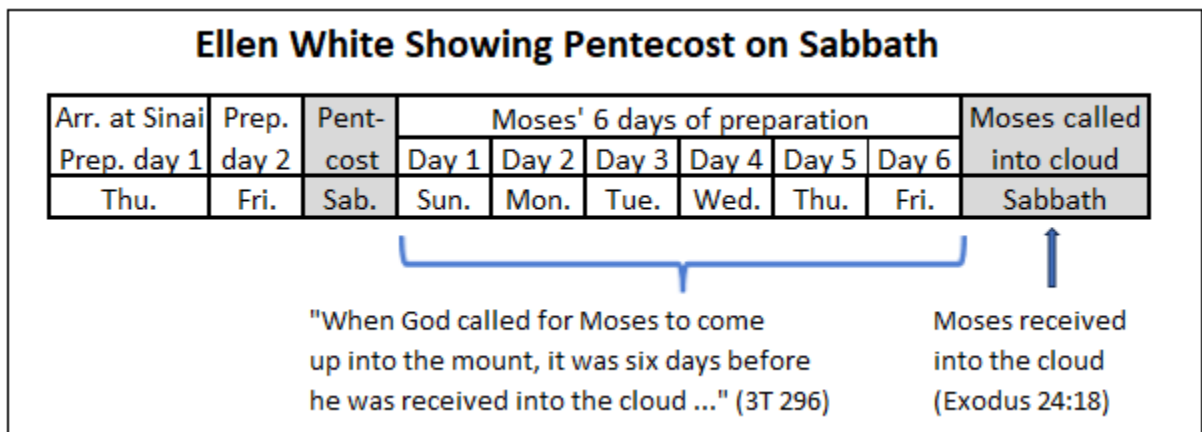 Ellen White Showing Pentecost on Sabbath
Arr. at Sinai Prep. Pent- Moses' 6 days of preparation Moses called
Prep. day 1 day 2 cost Day 1 Day 2 Day 3 Day 4 Day 5 Day 6 into cloud
Thu. Fri. Sab. Sun. Mon. Tue. Wed. Thu. Fri. Sabbath
"When God called for Moses to come
up into the mount, it was six days before
he was received into the cloud ..." (3T 296)
Moses received
into the cloud
(Exodus 24:18)